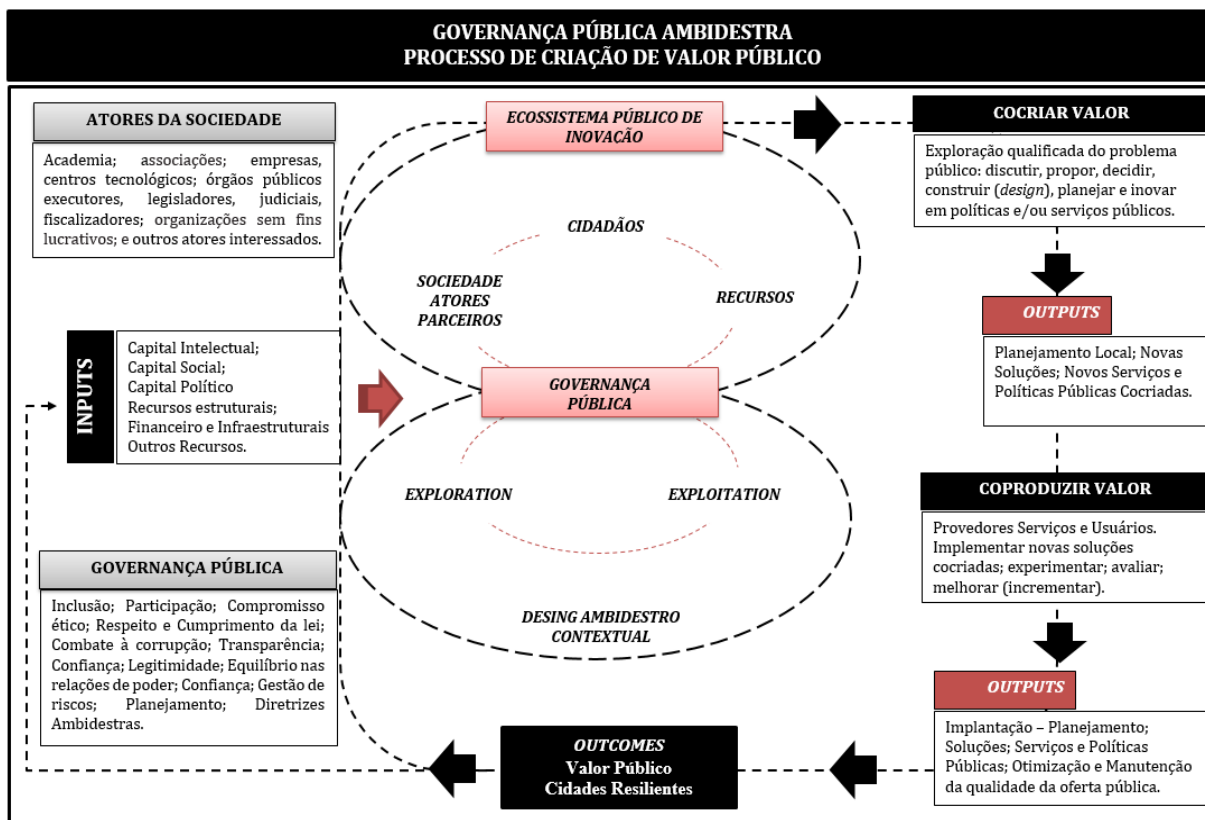 GOVERNANÇA PÚBLICA AMBIDESTRA
PROCESSO DE CRIAÇÃO DE VALOR PÚBLICO
ATORES DA SOCIEDADE
Academia; associações; empresas,
centros tecnológicos; órgãos públicos
executores, legisladores, judiciais,
fiscalizadores; organizações sem fins
lucrativos; e outros atores interessados.
INPUTS
Capital Intelectual;
Capital Social;
Capital Político
Recursos estruturais;
Financeiro e Infraestruturais
Outros Recursos.
GOVERNANÇA PÚBLICA
Inclusão; Participação; Compromisso
ético; Respeito e Cumprimento da lei;
Combate à corrupção; Transparência;
Confiança; Legitimidade; Equilíbrio nas
relações de poder; Confiança; Gestão de
riscos; Planejamento; Diretrizes
Ambidestras.
ECOSSISTEMA PÚBLICO DE
INOVAÇÃO
CIDADÃOS
SOCIEDADE
ATORES
PARCEIROS
RECURSOS
GOVERNANÇA
PÚBLICA
EXPLORATION
EXPLOITATION
DESING AMBIDESTRO
CONTEXTUAL
COCRIAR VALOR
Exploração qualificada do problema
público: discutir, propor, decidir,
construir (design), planejar e inovar
em políticas e/ou serviços públicos.
OUTPUTS
Planejamento Local; Novas
Soluções; Novos Serviços e
Políticas Públicas Cocriadas.
COPRODUZIR VALOR
Provedores Serviços e Usuários.
Implementar novas soluções
cocriadas; experimentar; avaliar;
melhorar (incrementar).
OUTPUTS
Implantação – Planejamento;
Soluções; Serviços e Políticas
Públicas; Otimização e Manutenção
da qualidade da oferta pública.
OUTCOMES
Valor Público
Cidades Resilientes